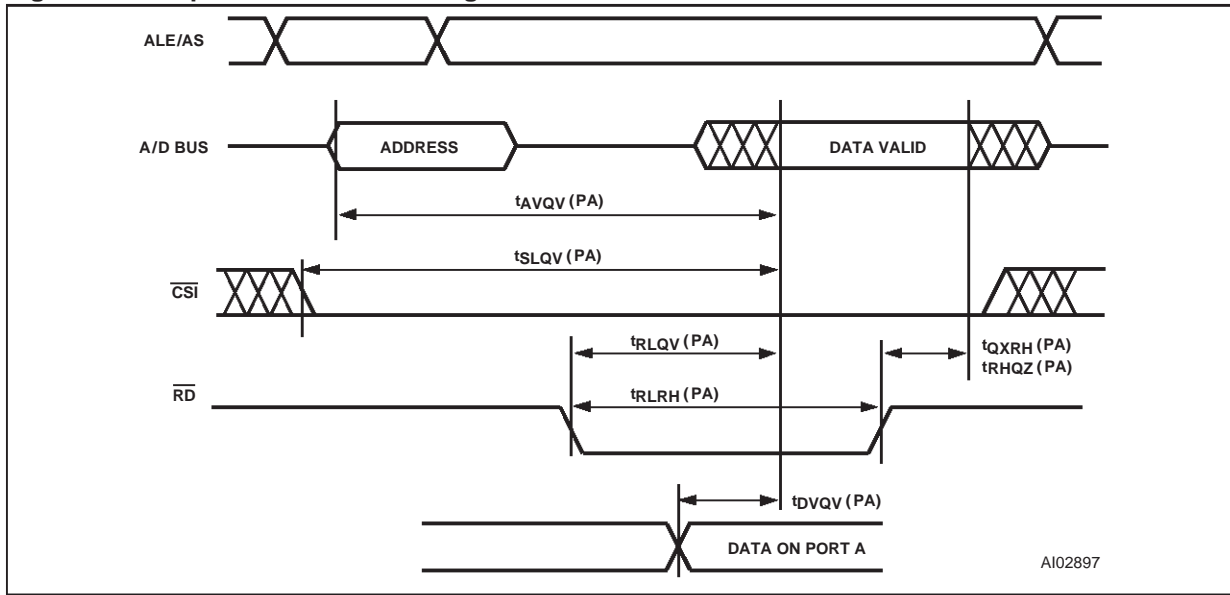 ALE/AS
A/D BUS
ADDRESS
DATA VALID
tAVQV (PA)
tSLQV (PA)
CSI
tRLQV (PA)
tQXRH (PA)
tRHQZ (PA)
RD
tRLRH (PA)
tDVQV (PA)
DATA ON PORT A
AI02897